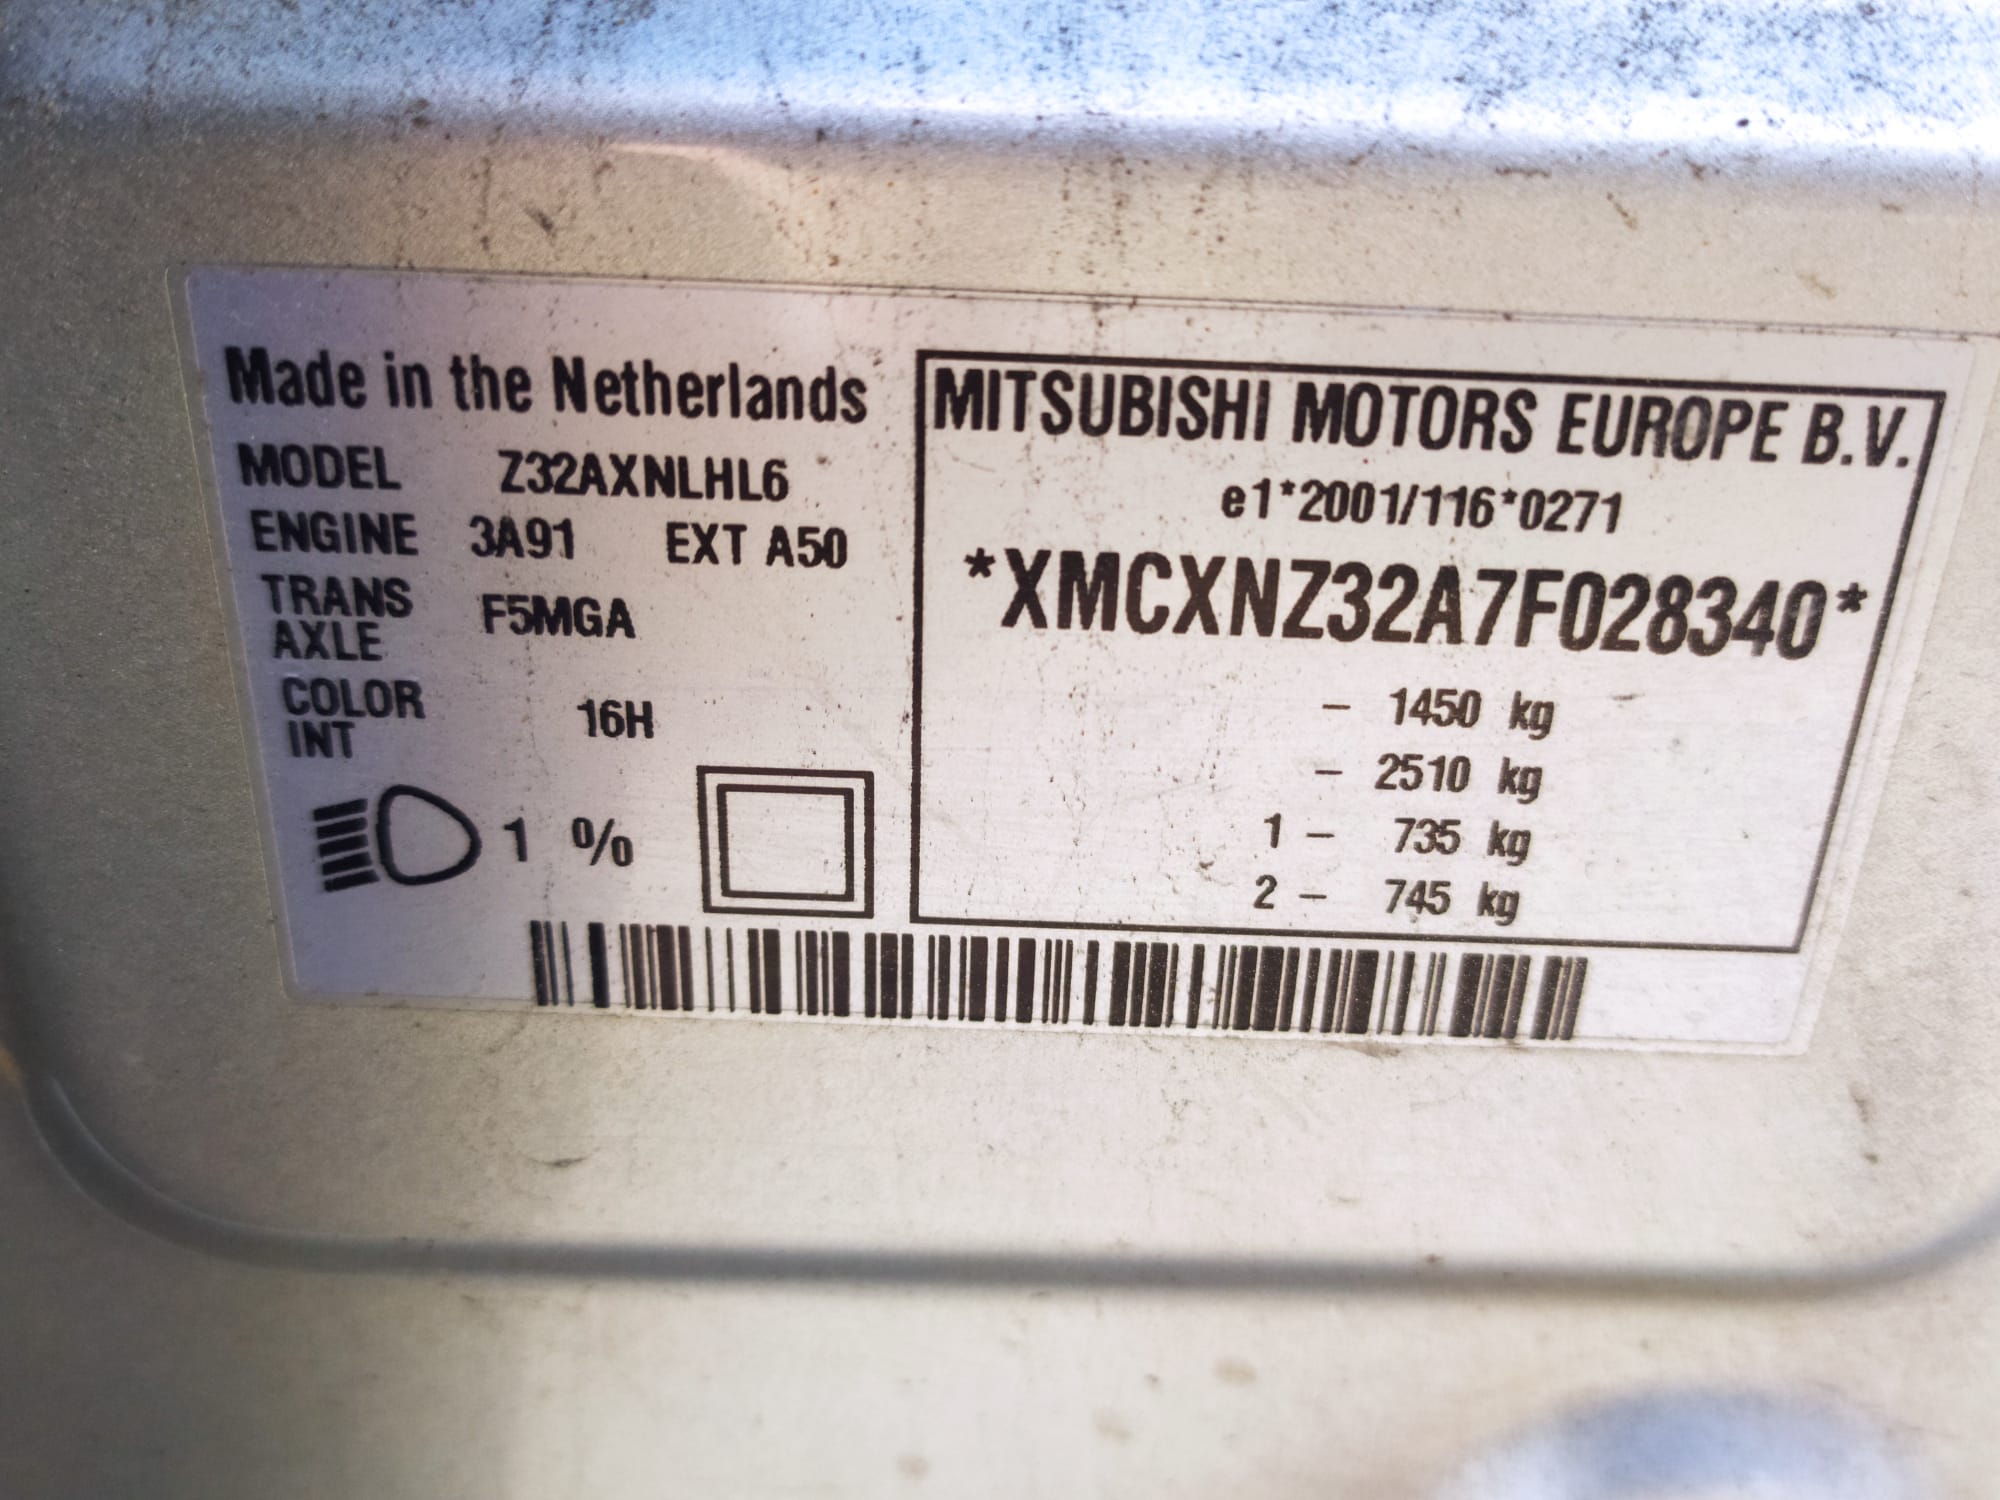 Made in the Netherlands
MODEL Z32AXNLHL6
ENGINE 3A91 EXT A50
TRANS
AXLE F5MGA
COLOR
INT 16H
1 %
MITSUBISHI MOTORS EUROPE B.V.
e1*2001/116*0271
*XMCXNZ32A7F028340*
- 1450 kg
- 2510 kg
1 - 735 kg
2 - 745 kg